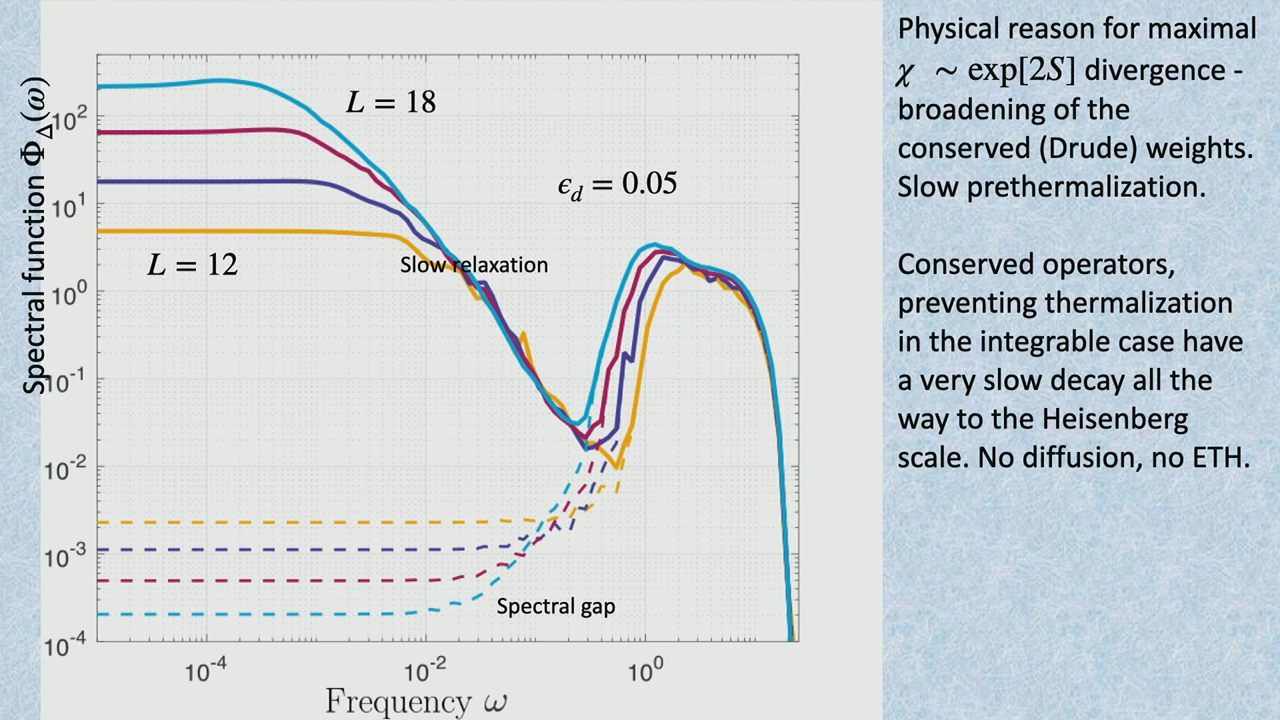 Physical reason for maximal
χ ~ exp[2S] divergence -
broadening of the
conserved (Drude) weights.
Slow prethermalization.
Conserved operators,
preventing thermalization
in the integrable case have
a very slow decay all the
way to the Heisenberg
scale. No diffusion, no ETH.
Spectral function Φ_Δ(ω)
10^2
10^1
10^0
10^-1
10^-2
10^-3
10^-4
L = 18
ϵ_d = 0.05
L = 12
Slow relaxation
Spectral gap
10^-4
10^-2
10^0
Frequency ω